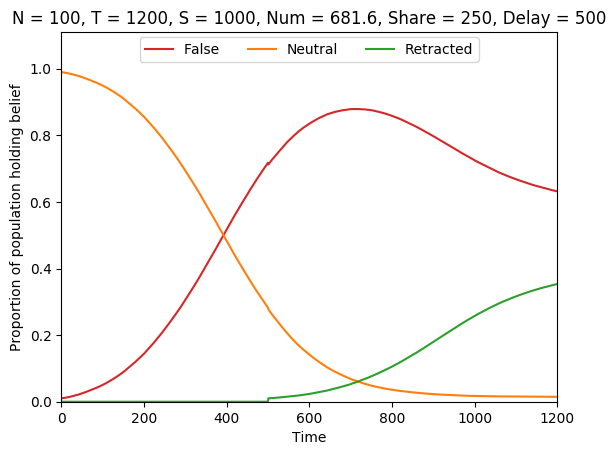 N = 100, T = 1200, S = 1000, Num = 681.6, Share = 250, Delay = 500
False Neutral Retracted
1.0
0.8
0.6
0.4
0.2
0.0
Proportion of population holding belief
0 200 400 600 800 1000 1200
Time